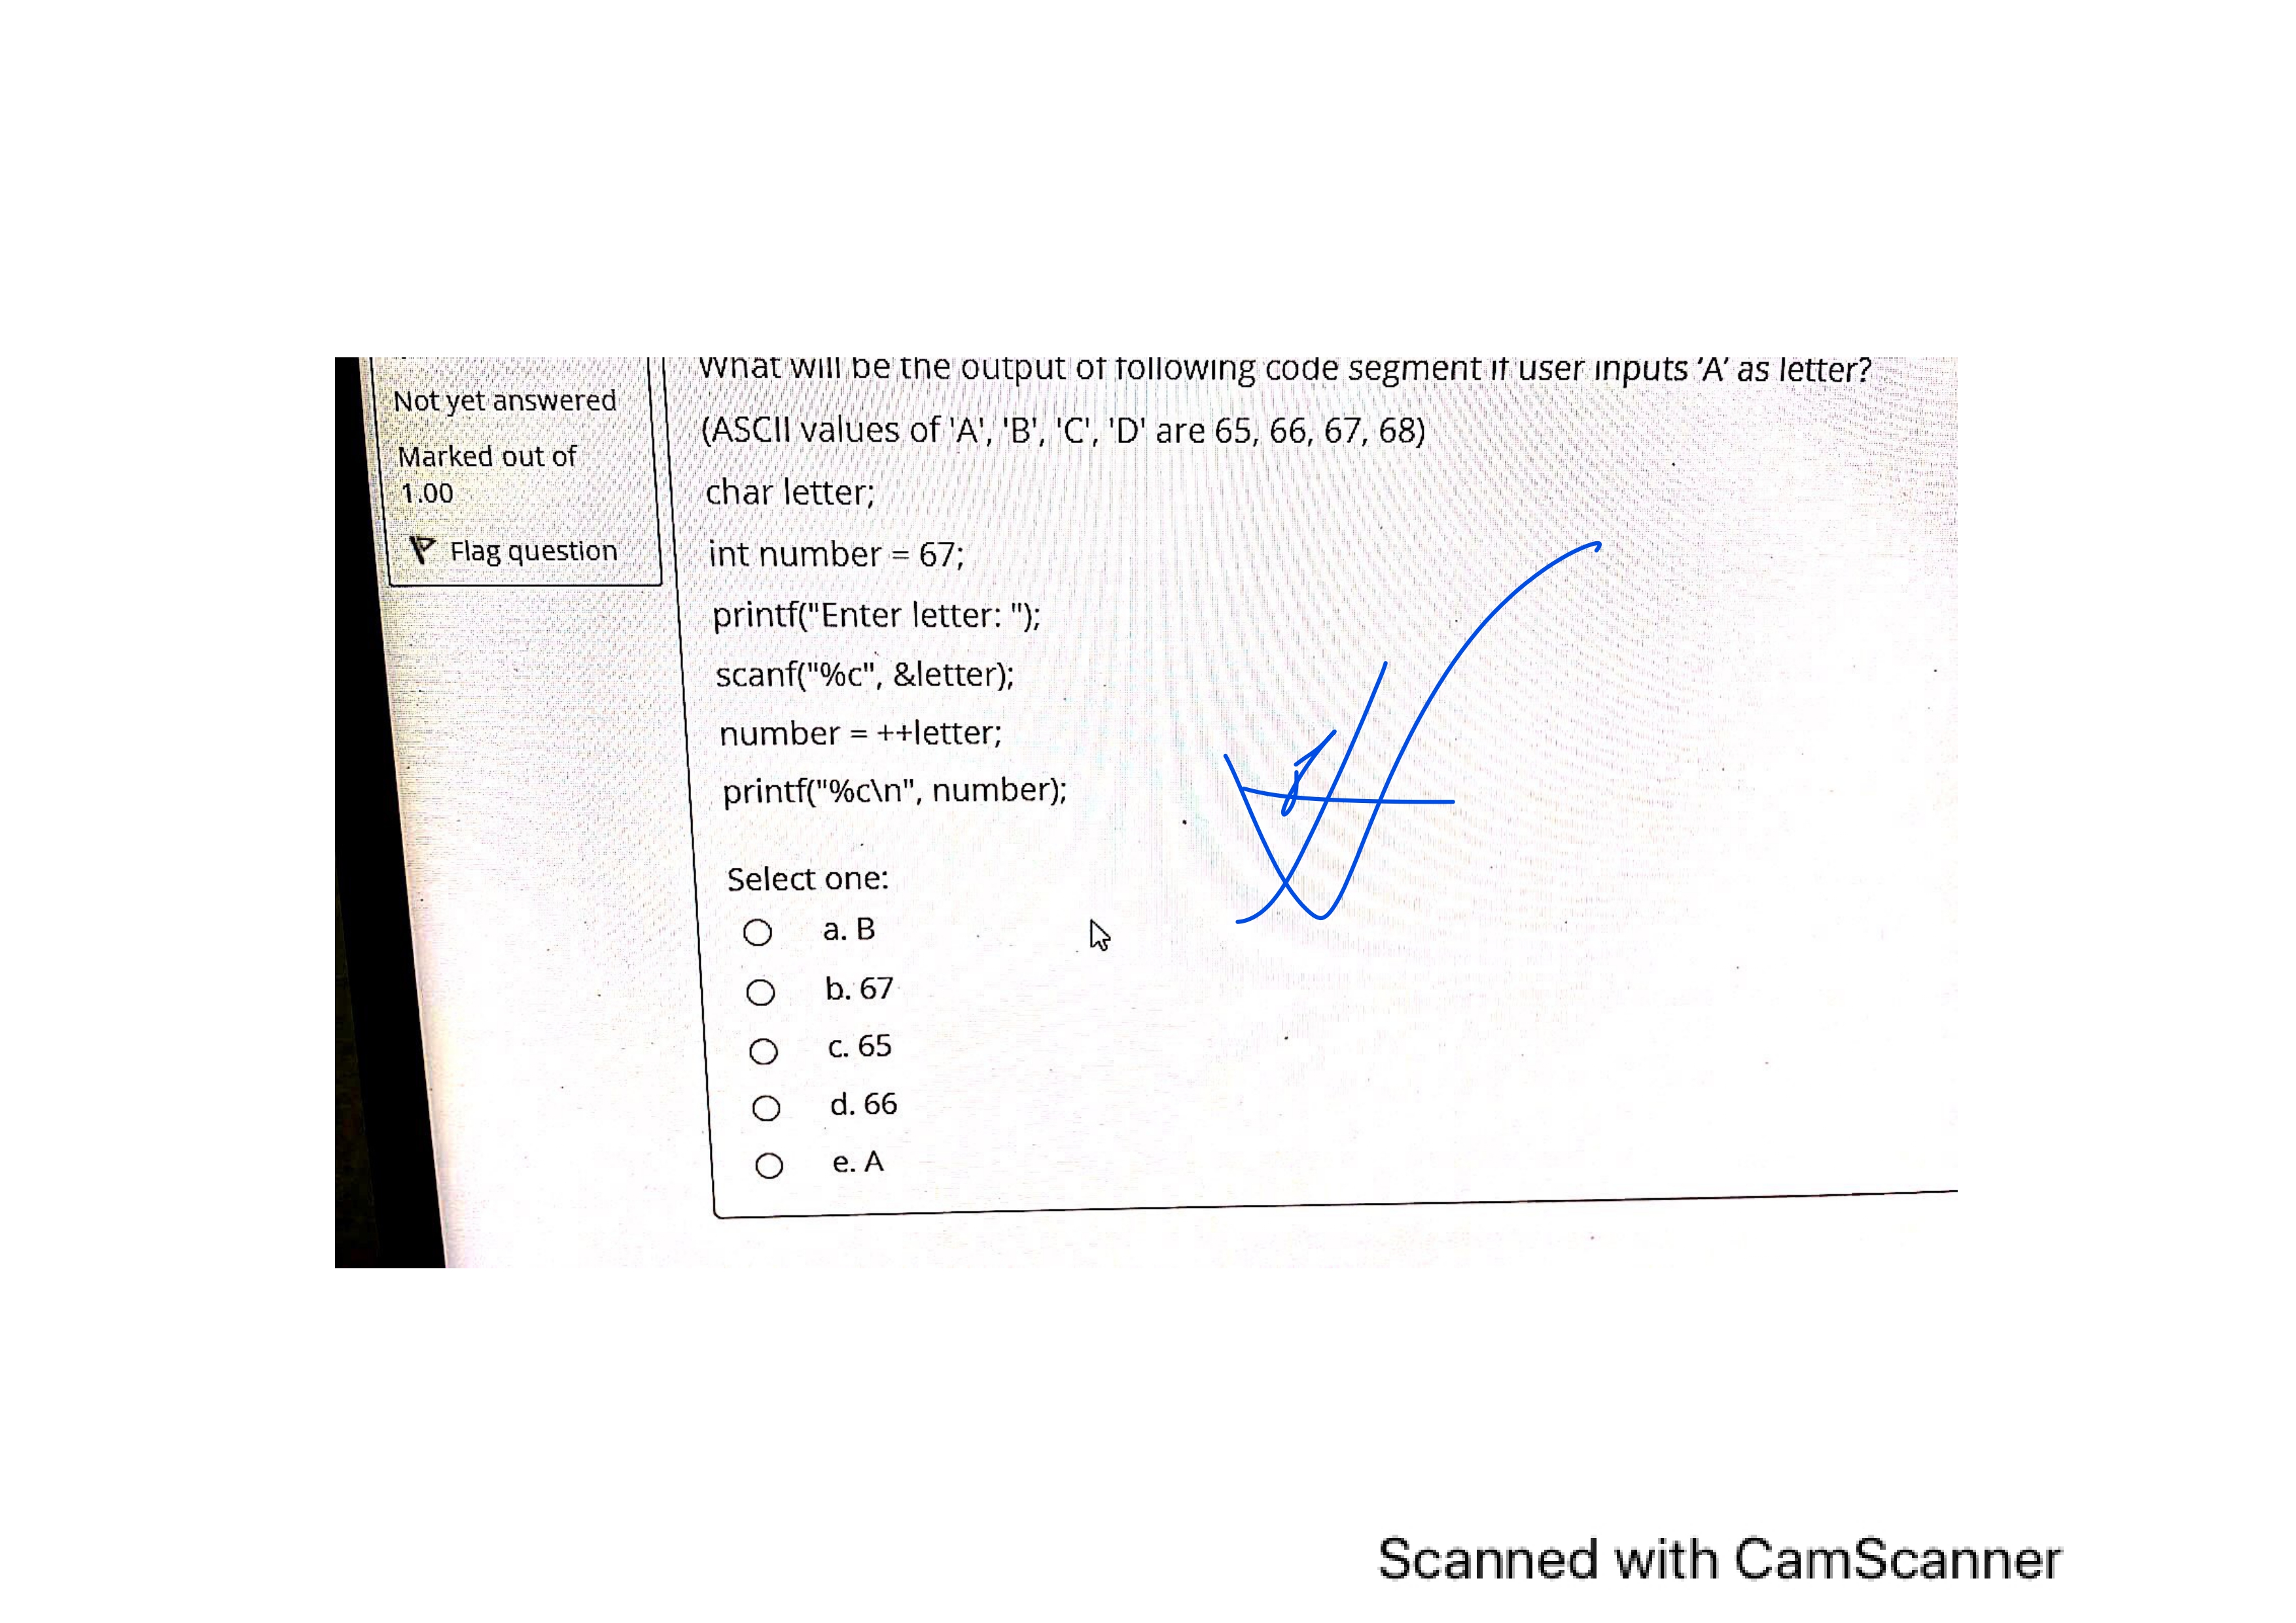 What will be the output of following code segment if user inputs ‘A’ as letter?
Not yet answered
Marked out of
1.00
Flag question
(ASCII values of 'A', 'B', 'C', 'D' are 65, 66, 67, 68)
char letter;
int number = 67;
printf("Enter letter: ");
scanf("%c", &letter);
number = ++letter;
printf("%c\n", number);
Select one:
a. B
b. 67
c. 65
d. 66
e. A
Scanned with CamScanner